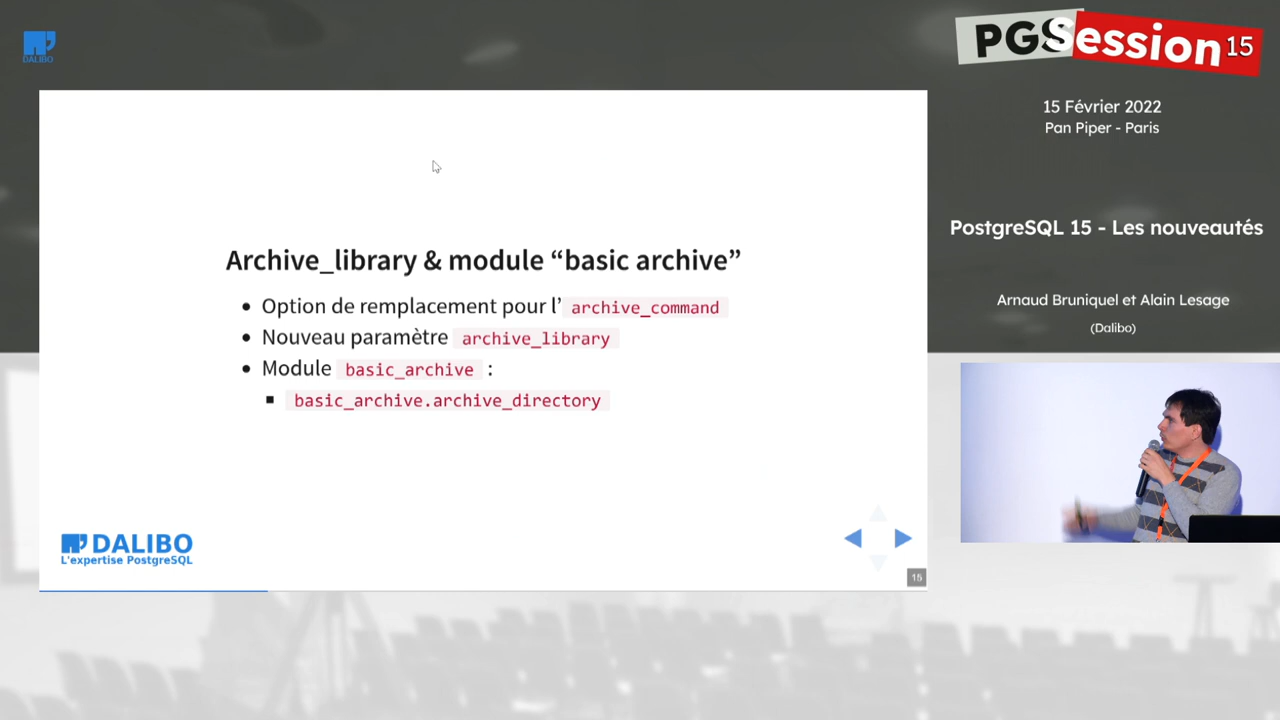 DALIBO
PGSession 15
15 Février 2022
Pan Piper - Paris
PostgreSQL 15 - Les nouveautés
Arnaud Bruniquel et Alain Lesage
(Dalibo)
Archive_library & module “basic archive”
Option de remplacement pour l’ archive_command
Nouveau paramètre archive_library
Module basic_archive :
basic_archive.archive_directory
DALIBO
L'expertise PostgreSQL
15